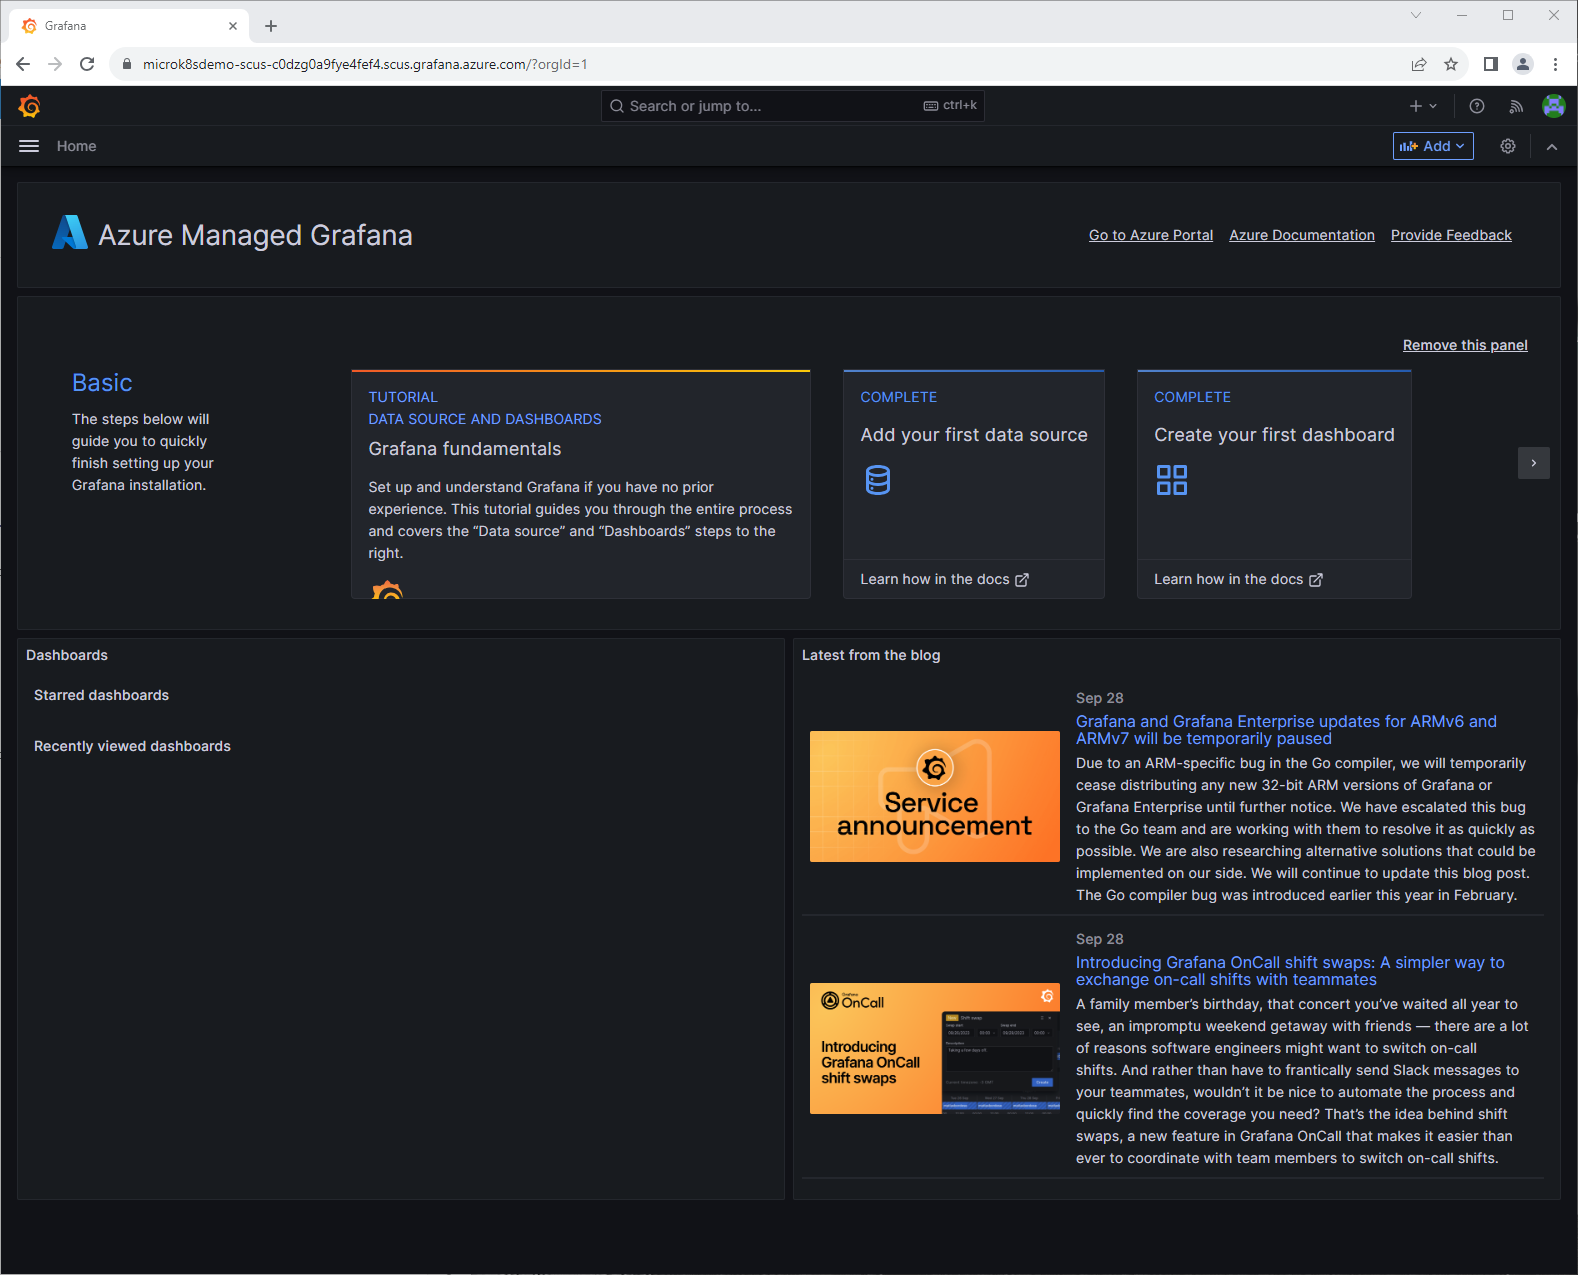 Grafana
microk8sdemo-scus-c0dzg0a9fye4fef4.scus.grafana.azure.com/?orgId=1
Search or jump to...
ctrl+k
Home
Add
Azure Managed Grafana
Go to Azure Portal
Azure Documentation
Provide Feedback
Remove this panel
Basic
The steps below will
guide you to quickly
finish setting up your
Grafana installation.
TUTORIAL
DATA SOURCE AND DASHBOARDS
Grafana fundamentals
Set up and understand Grafana if you have no prior
experience. This tutorial guides you through the entire process
and covers the “Data source” and “Dashboards” steps to the
right.
COMPLETE
Add your first data source
Learn how in the docs
COMPLETE
Create your first dashboard
Learn how in the docs
Dashboards
Starred dashboards
Recently viewed dashboards
Latest from the blog
Service
announcement
Sep 28
Grafana and Grafana Enterprise updates for ARMv6 and
ARMv7 will be temporarily paused
Due to an ARM-specific bug in the Go compiler, we will temporarily
cease distributing any new 32-bit ARM versions of Grafana or
Grafana Enterprise until further notice. We have escalated this bug
to the Go team and are working with them to resolve it as quickly as
possible. We are also researching alternative solutions that could be
implemented on our side. We will continue to update this blog post.
The Go compiler bug was introduced earlier this year in February.
Grafana
OnCall
Introducing
Grafana OnCall
shift swaps
Sep 28
Introducing Grafana OnCall shift swaps: A simpler way to
exchange on-call shifts with teammates
A family member’s birthday, that concert you’ve waited all year to
see, an impromptu weekend getaway with friends — there are a lot
of reasons software engineers might want to switch on-call
shifts. And rather than have to frantically send Slack messages to
your teammates, wouldn’t it be nice to automate the process and
quickly find the coverage you need? That’s the idea behind shift
swaps, a new feature in Grafana OnCall that makes it easier than
ever to coordinate with team members to switch on-call shifts.